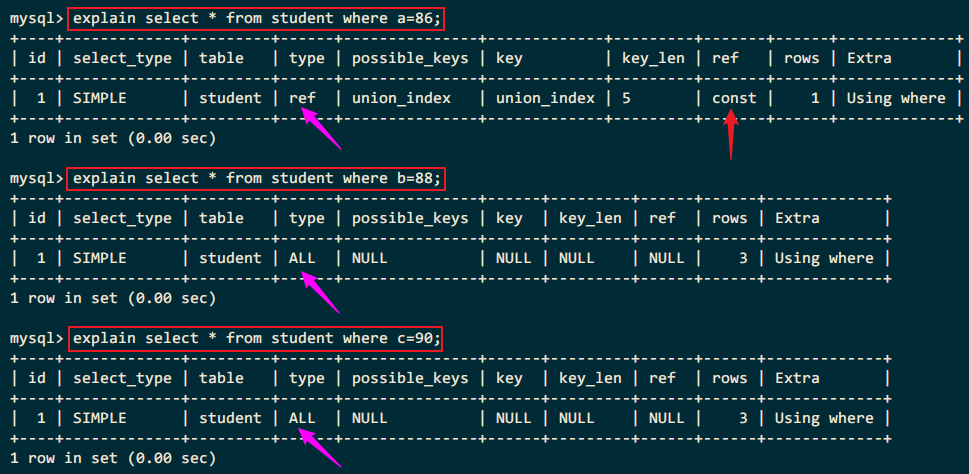 mysql> explain select * from student where a=86;
+----+-------------+---------+------+---------------+-------------+---------+-------+------+-------------+
| id | select_type | table   | type | possible_keys | key         | key_len | ref   | rows | Extra       |
+----+-------------+---------+------+---------------+-------------+---------+-------+------+-------------+
|  1 | SIMPLE      | student | ref  | union_index   | union_index | 5       | const |    1 | Using where |
+----+-------------+---------+------+---------------+-------------+---------+-------+------+-------------+
1 row in set (0.00 sec)
mysql> explain select * from student where b=88;
+----+-------------+---------+------+---------------+------+---------+------+------+-------------+
| id | select_type | table   | type | possible_keys | key  | key_len | ref  | rows | Extra       |
+----+-------------+---------+------+---------------+------+---------+------+------+-------------+
|  1 | SIMPLE      | student | ALL  | NULL          | NULL | NULL    | NULL |    3 | Using where |
+----+-------------+---------+------+---------------+------+---------+------+------+-------------+
1 row in set (0.00 sec)
mysql> explain select * from student where c=90;
+----+-------------+---------+------+---------------+------+---------+------+------+-------------+
| id | select_type | table   | type | possible_keys | key  | key_len | ref  | rows | Extra       |
+----+-------------+---------+------+---------------+------+---------+------+------+-------------+
|  1 | SIMPLE      | student | ALL  | NULL          | NULL | NULL    | NULL |    3 | Using where |
+----+-------------+---------+------+---------------+------+---------+------+------+-------------+
1 row in set (0.00 sec)